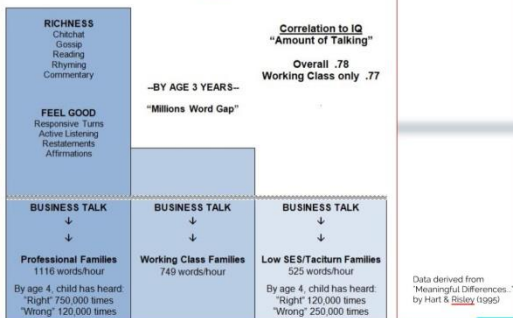 RICHNESS
Chitchat
Gossip
Reading
Rhyming
Commentary
FEEL GOOD
Responsive Turns
Active Listening
Restatements
Affirmations
--BY AGE 3 YEARS--
“Millions Word Gap”
Correlation to IQ
“Amount of Talking”
Overall .78
Working Class only .77
BUSINESS TALK
↓
↓
Professional Families
1116 words/hour
By age 4, child has heard:
"Right" 750,000 times
"Wrong" 120,000 times
BUSINESS TALK
↓
↓
Working Class Families
749 words/hour
BUSINESS TALK
↓
↓
Low SES/Taciturn Families
525 words/hour
By age 4, child has heard:
"Right" 120,000 times
"Wrong" 250,000 times
Data derived from
"Meaningful Differences..."
by Hart & Risley (1995)